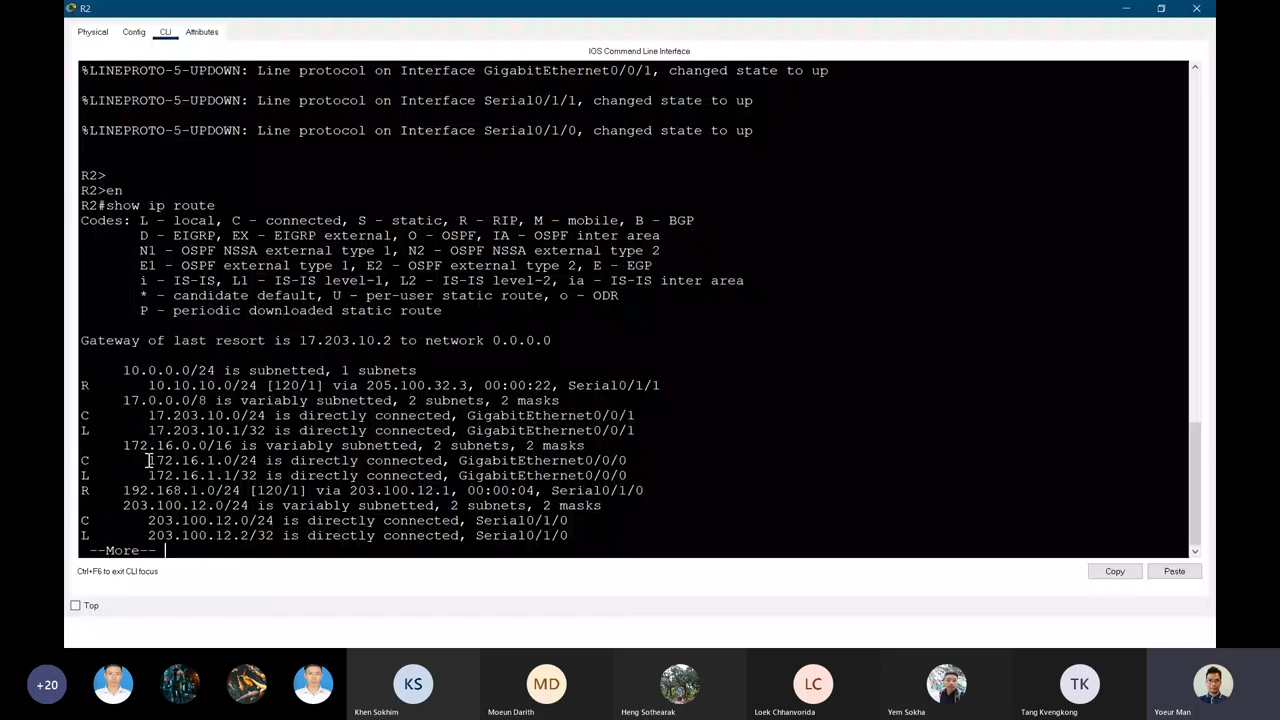 R2
Physical Config CLI Attributes
IOS Command Line Interface
%LINEPROTO-5-UPDOWN: Line protocol on Interface GigabitEthernet0/0/1, changed state to up
%LINEPROTO-5-UPDOWN: Line protocol on Interface Serial0/1/1, changed state to up
%LINEPROTO-5-UPDOWN: Line protocol on Interface Serial0/1/0, changed state to up
R2>
R2>en
R2#show ip route
Codes: L - local, C - connected, S - static, R - RIP, M - mobile, B - BGP
D - EIGRP, EX - EIGRP external, O - OSPF, IA - OSPF inter area
N1 - OSPF NSSA external type 1, N2 - OSPF NSSA external type 2
E1 - OSPF external type 1, E2 - OSPF external type 2, E - EGP
i - IS-IS, L1 - IS-IS level-1, L2 - IS-IS level-2, ia - IS-IS inter area
* - candidate default, U - per-user static route, o - ODR
P - periodic downloaded static route
Gateway of last resort is 17.203.10.2 to network 0.0.0.0
10.0.0.0/24 is subnetted, 1 subnets
R 10.10.10.0/24 [120/1] via 205.100.32.3, 00:00:22, Serial0/1/1
17.0.0.0/8 is variably subnetted, 2 subnets, 2 masks
C 17.203.10.0/24 is directly connected, GigabitEthernet0/0/1
L 17.203.10.1/32 is directly connected, GigabitEthernet0/0/1
172.16.0.0/16 is variably subnetted, 2 subnets, 2 masks
C 172.16.1.0/24 is directly connected, GigabitEthernet0/0/0
L 172.16.1.1/32 is directly connected, GigabitEthernet0/0/0
R 192.168.1.0/24 [120/1] via 203.100.12.1, 00:00:04, Serial0/1/0
203.100.12.0/24 is variably subnetted, 2 subnets, 2 masks
C 203.100.12.0/24 is directly connected, Serial0/1/0
L 203.100.12.2/32 is directly connected, Serial0/1/0
--More--
Ctrl+F6 to exit CLI focus
Copy Paste
Top
+20 KS MD LC TK
Khen Sokhim Moeun Darith Heng Sothearak Loek Chhanvorida Yem Sokha Tang Kvengkong Yoeur Man